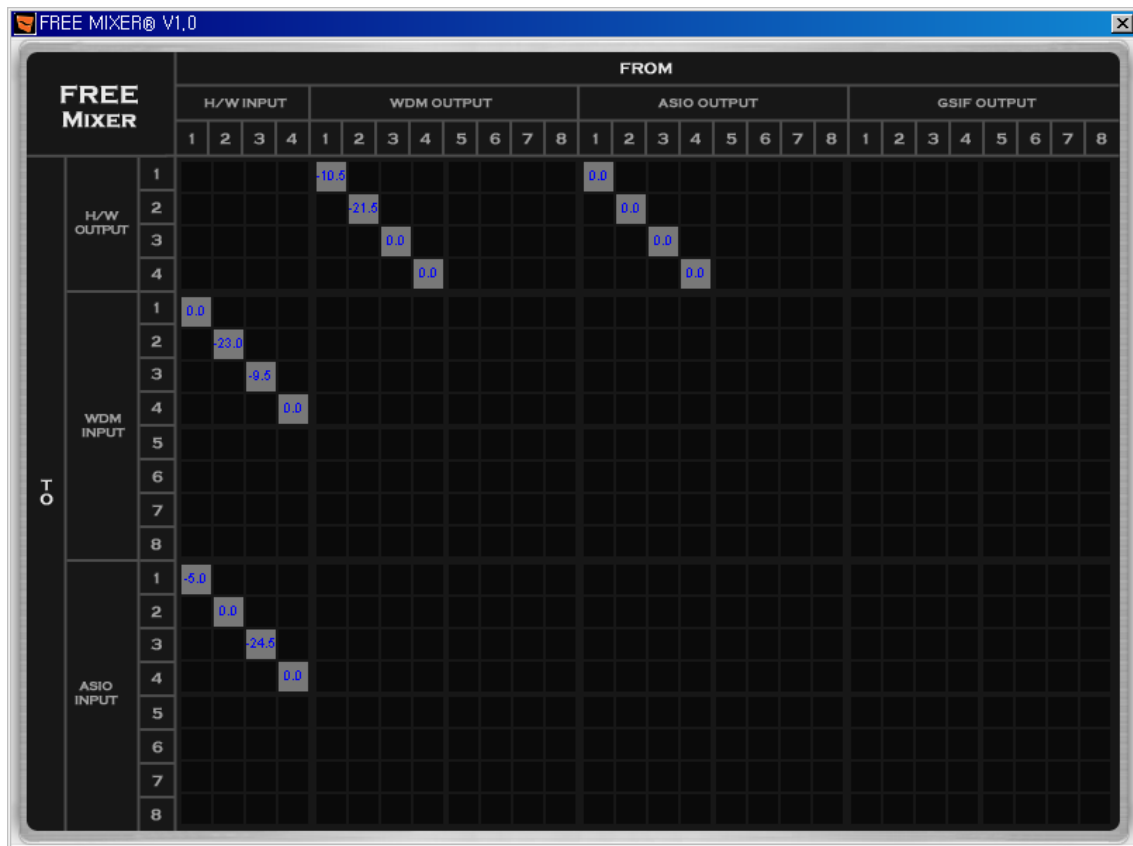 FREE MIXER® V1,0
FROM
FREE
MIXER
H/W INPUT WDM OUTPUT ASIO OUTPUT GSIF OUTPUT
1 2 3 4 1 2 3 4 5 6 7 8 1 2 3 4 5 6 7 8 1 2 3 4 5 6 7 8
TO
H/W
OUTPUT
1 -10.5 0.0
2 -21.5 0.0
3 0.0 0.0
4 0.0 0.0
WDM
INPUT
1 0.0
2 -23.0
3 -9.5
4 0.0
5
6
7
8
ASIO
INPUT
1 -5.0
2 0.0
3 -24.5
4 0.0
5
6
7
8